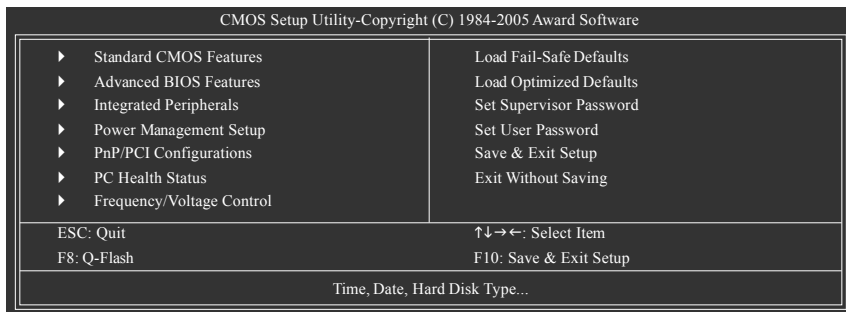 CMOS Setup Utility-Copyright (C) 1984-2005 Award Software
Standard CMOS Features
Advanced BIOS Features
Integrated Peripherals
Power Management Setup
PnP/PCI Configurations
PC Health Status
Frequency/Voltage Control
Load Fail-Safe Defaults
Load Optimized Defaults
Set Supervisor Password
Set User Password
Save & Exit Setup
Exit Without Saving
ESC: Quit
↑↓→←: Select Item
F8: Q-Flash
F10: Save & Exit Setup
Time, Date, Hard Disk Type...